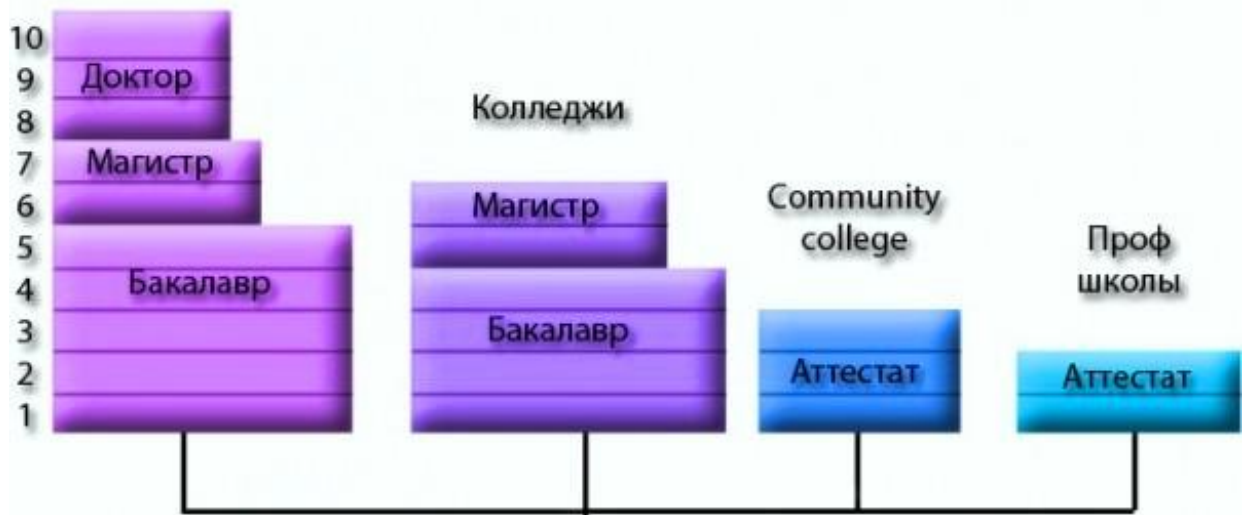 10
9
8
7
6
5
4
3
2
1
Доктор
Магистр
Бакалавр
Колледжи
Магистр
Бакалавр
Community
college
Аттестат
Проф
школы
Аттестат